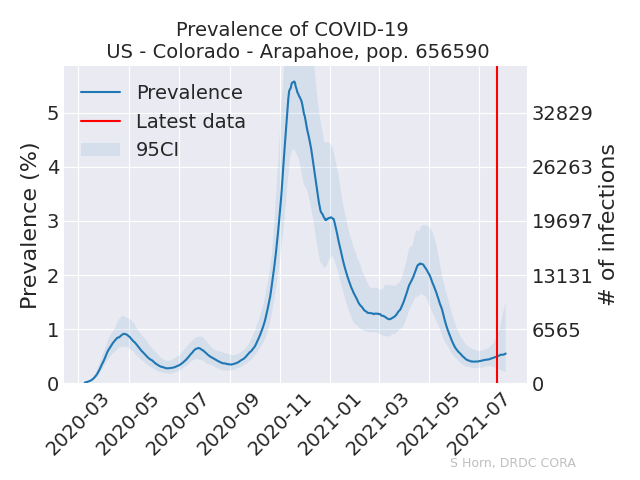 Prevalence of COVID-19
US - Colorado - Arapahoe, pop. 656590
Prevalence
Latest data
95CI
Prevalence (%)
5
4
3
2
1
0
32829
26263
19697
13131
6565
0
# of infections
2020-03
2020-05
2020-07
2020-09
2020-11
2021-01
2021-03
2021-05
2021-07
S Horn, DRDC CORA